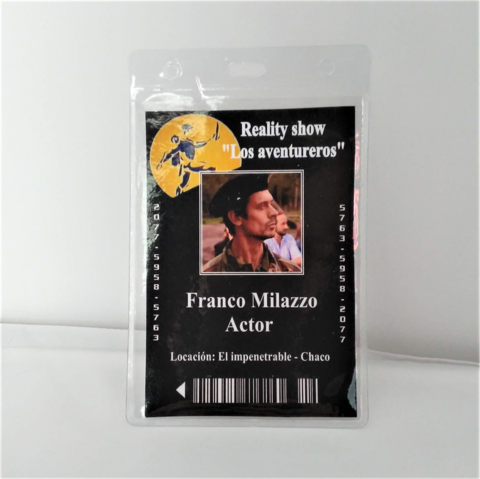 Reality show
"Los aventureros"
2077-5958-5763
5763-5958-2077
Franco Milazzo
Actor
Locación: El impenetrable - Chaco